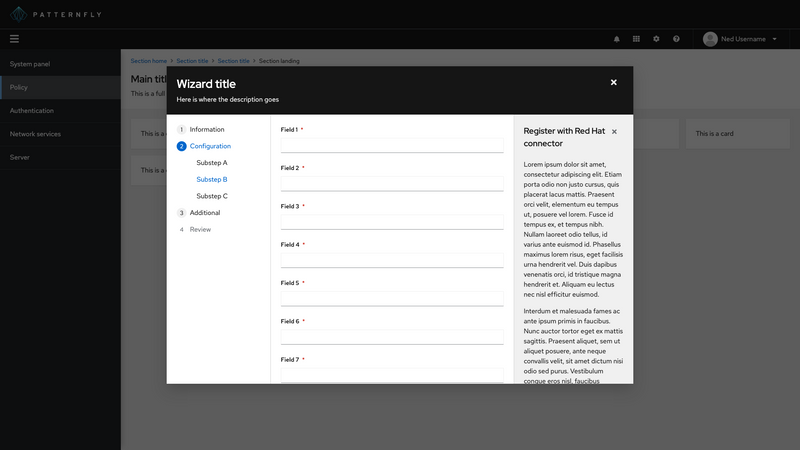 PATTERNFLY
Ned Username
System panel
Policy
Authentication
Network services
Server
Section home > Section title > Section title > Section landing
Main
This is a full
This is a
This is a card
This is a
Wizard title
Here is where the description goes
1 Information
2 Configuration
Substep A
Substep B
Substep C
3 Additional
4 Review
Field 1 *
Field 2 *
Field 3 *
Field 4 *
Field 5 *
Field 6 *
Field 7 *
Register with Red Hat
connector
Lorem ipsum dolor sit amet,
consectetur adipiscing elit. Etiam
porta odio non justo cursus, quis
placerat lacus mattis. Praesent
orci velit, elementum eu tempus
ut, posuere vel lorem. Fusce id
tempus ex, et tempus nibh.
Nullam laoreet odio tellus, id
varius ante euismod id. Phasellus
maximus lorem risus, eget facilisis
urna hendrerit vel. Duis dapibus
venenatis orci, id tristique magna
hendrerit et. Aliquam eu lectus
nec nisl efficitur euismod.
Interdum et malesuada fames ac
ante ipsum primis in faucibus.
Nunc auctor tortor eget ex mattis
sagittis. Praesent aliquet, sem ut
aliquet posuere, ante neque
convallis velit, sit amet dictum nisi
odio sed purus. Vestibulum
congue eros nisl, faucibus